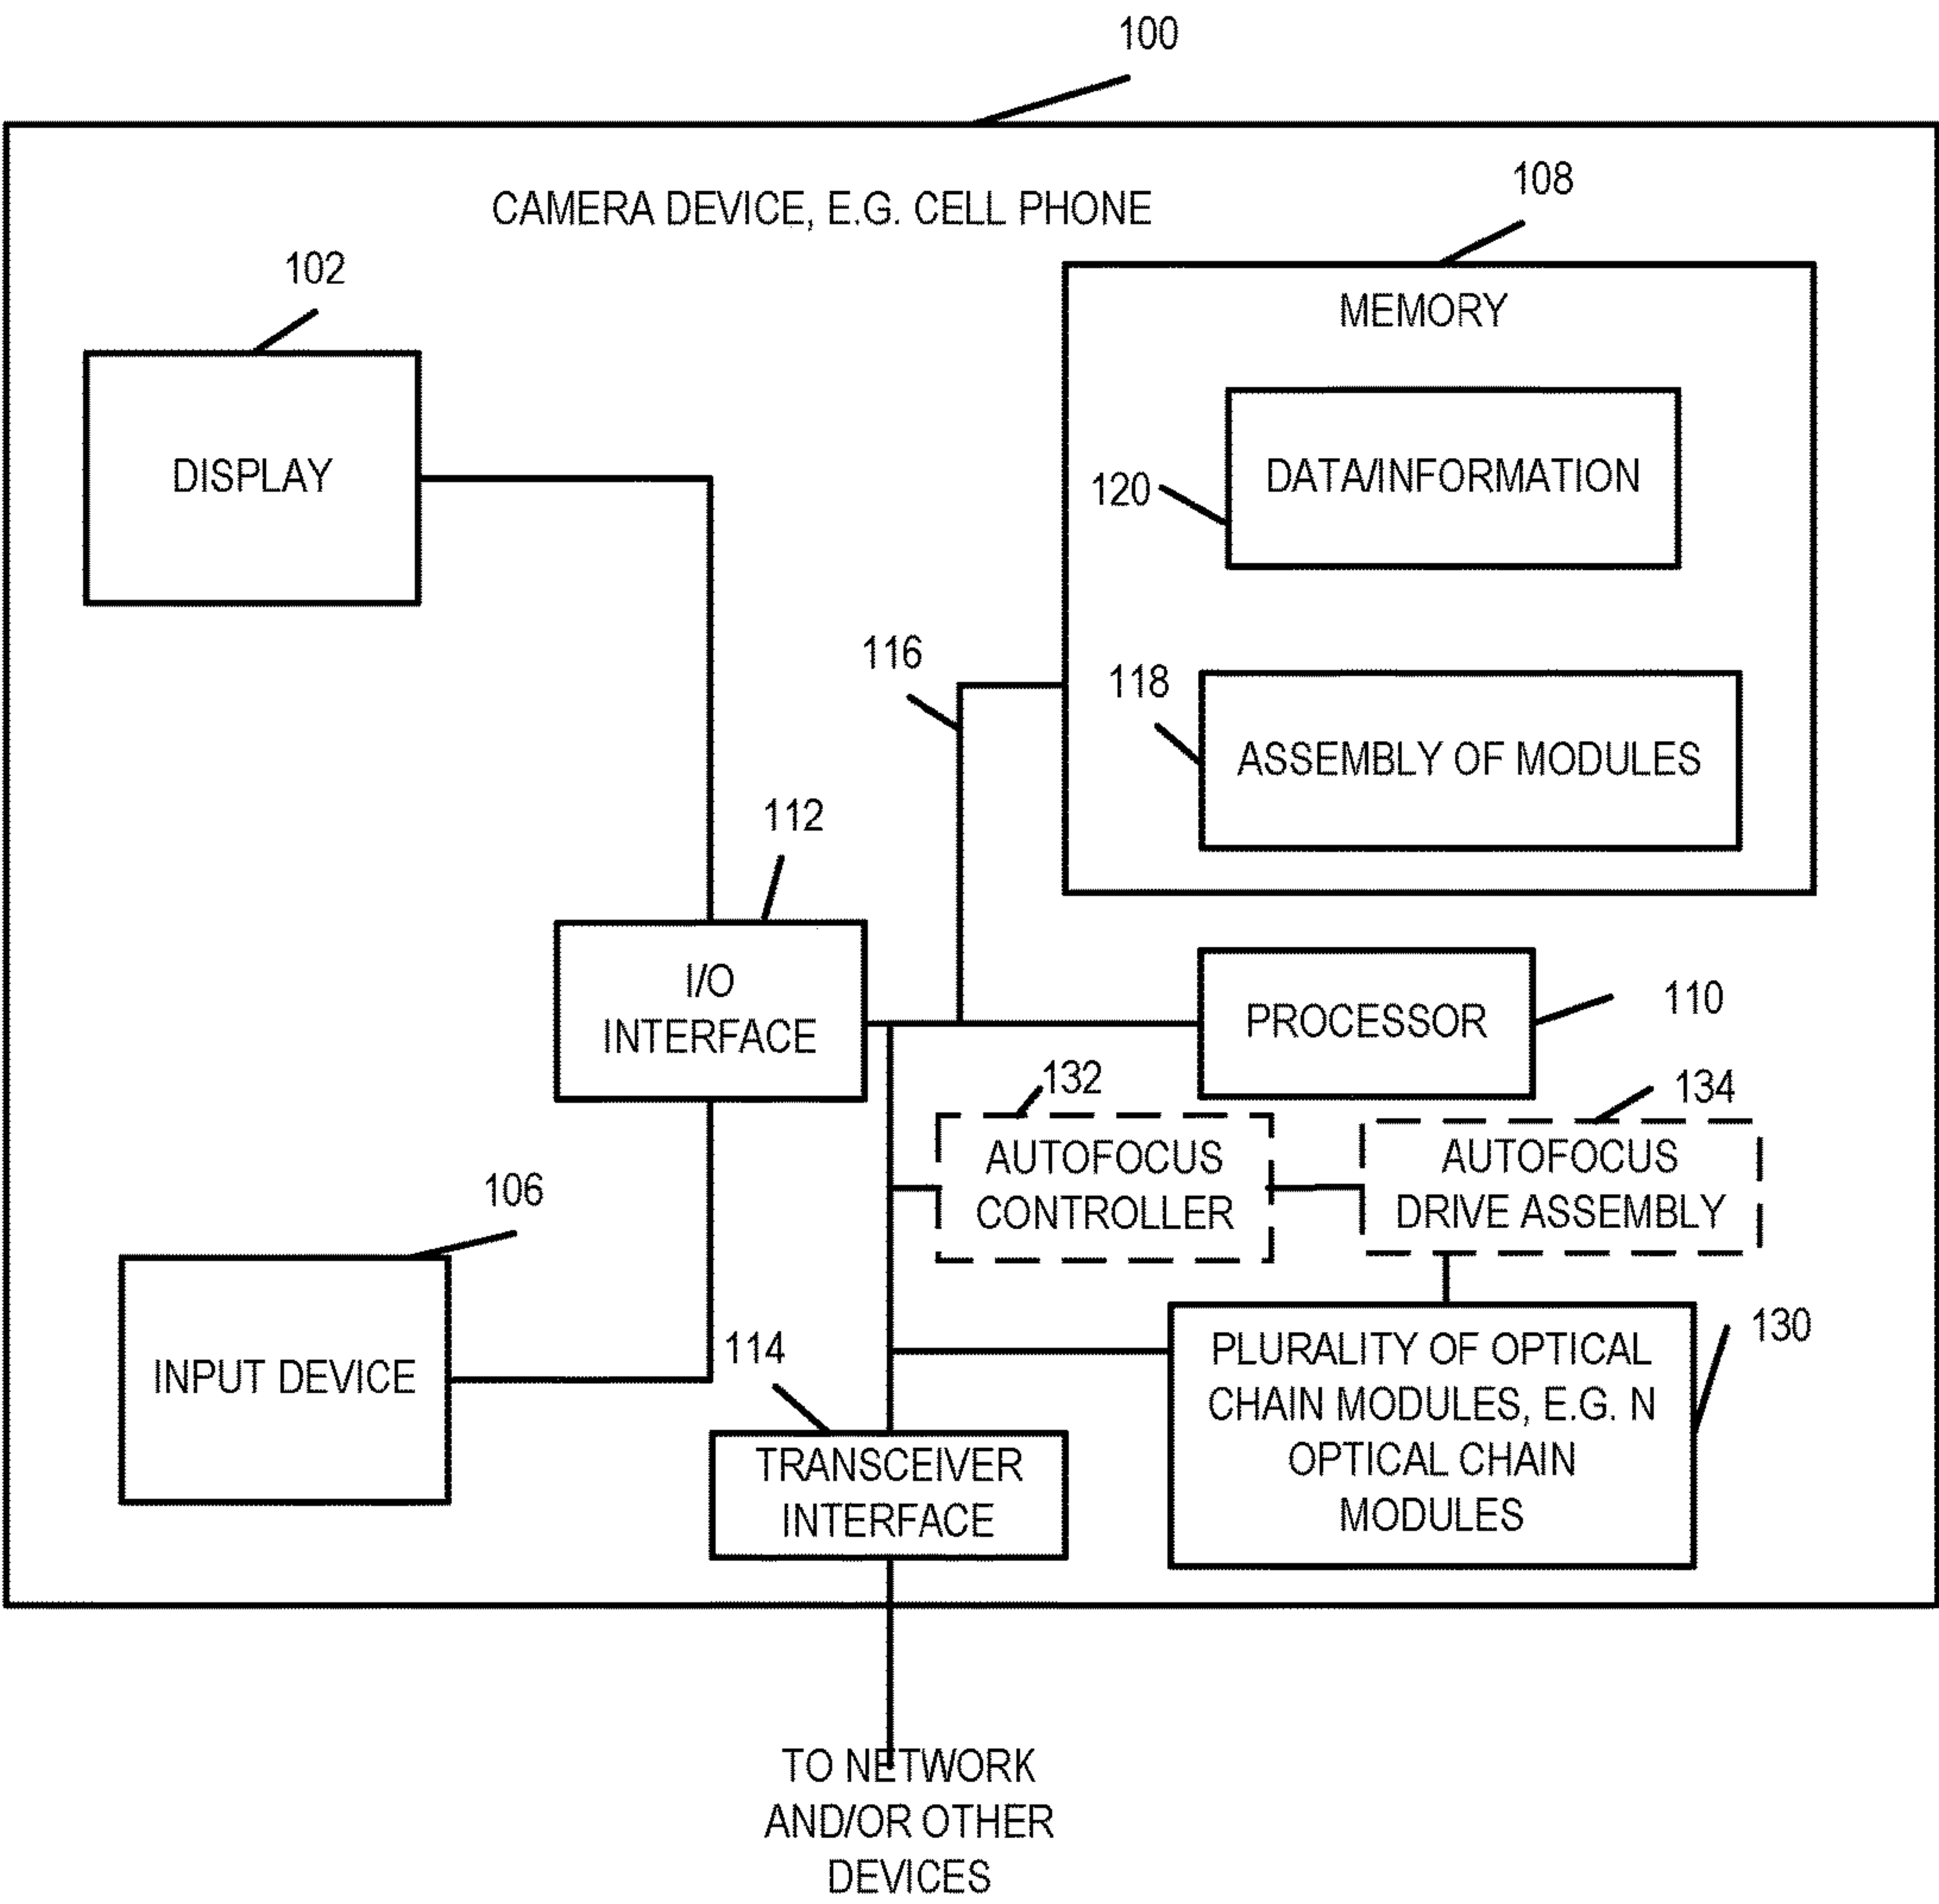 100
CAMERA DEVICE, E.G. CELL PHONE
108
102
MEMORY
DISPLAY
120
DATA/INFORMATION
116
118
ASSEMBLY OF MODULES
112
I/O
INTERFACE
PROCESSOR
110
132
134
AUTOFOCUS
CONTROLLER
AUTOFOCUS
DRIVE ASSEMBLY
106
INPUT DEVICE
114
TRANSCEIVER
INTERFACE
130
PLURALITY OF OPTICAL
CHAIN MODULES, E.G. N
OPTICAL CHAIN
MODULES
TO NETWORK
AND/OR OTHER
DEVICES